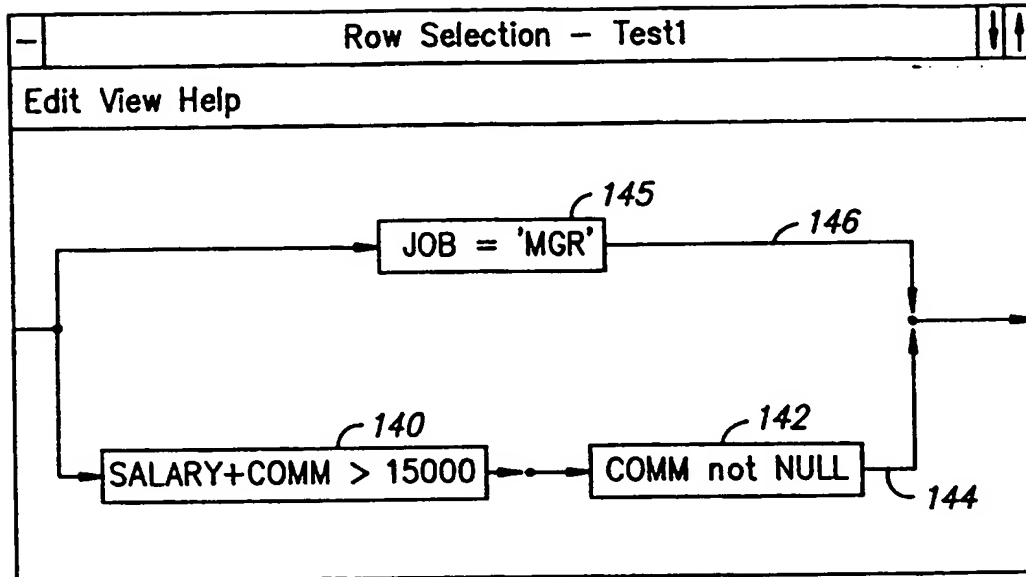 Row Selection – Test1
Edit View Help
145
JOB = 'MGR'
146
140
SALARY+COMM > 15000
142
COMM not NULL
144